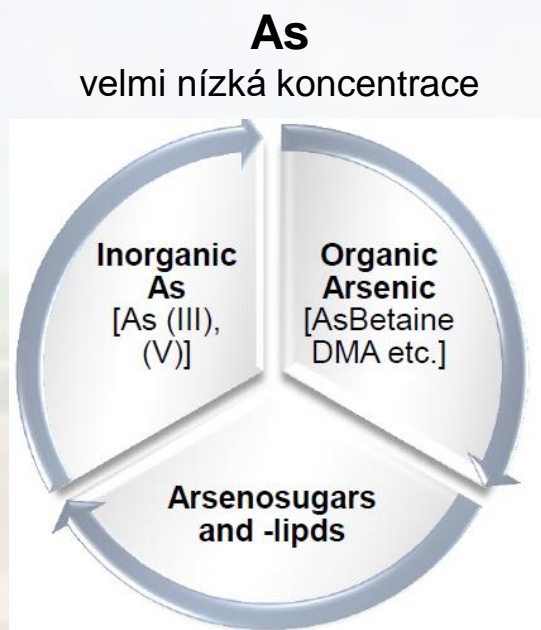 As
velmi nízká koncentrace
Inorganic
As
[As (III),
(V)]
Organic
Arsenic
[AsBetaine
DMA etc.]
Arsenosugars
and -lipds